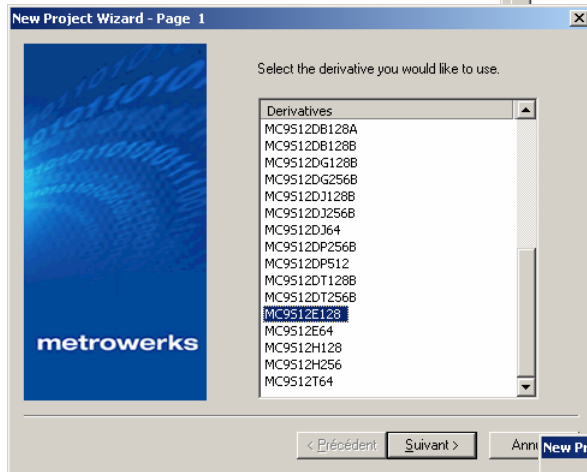 New Project Wizard - Page 1
Select the derivative you would like to use.
Derivatives
MC9S12DB128A
MC9S12DB128B
MC9S12DG128B
MC9S12DG256B
MC9S12DJ128B
MC9S12DJ256B
MC9S12DJ64
MC9S12DP256B
MC9S12DP512
MC9S12DT128B
MC9S12DT256B
MC9S12E128
MC9S12E64
MC9S12H128
MC9S12H256
MC9S12T64
metrowerks
< Précédent
Suivant >
Annu
New Pr